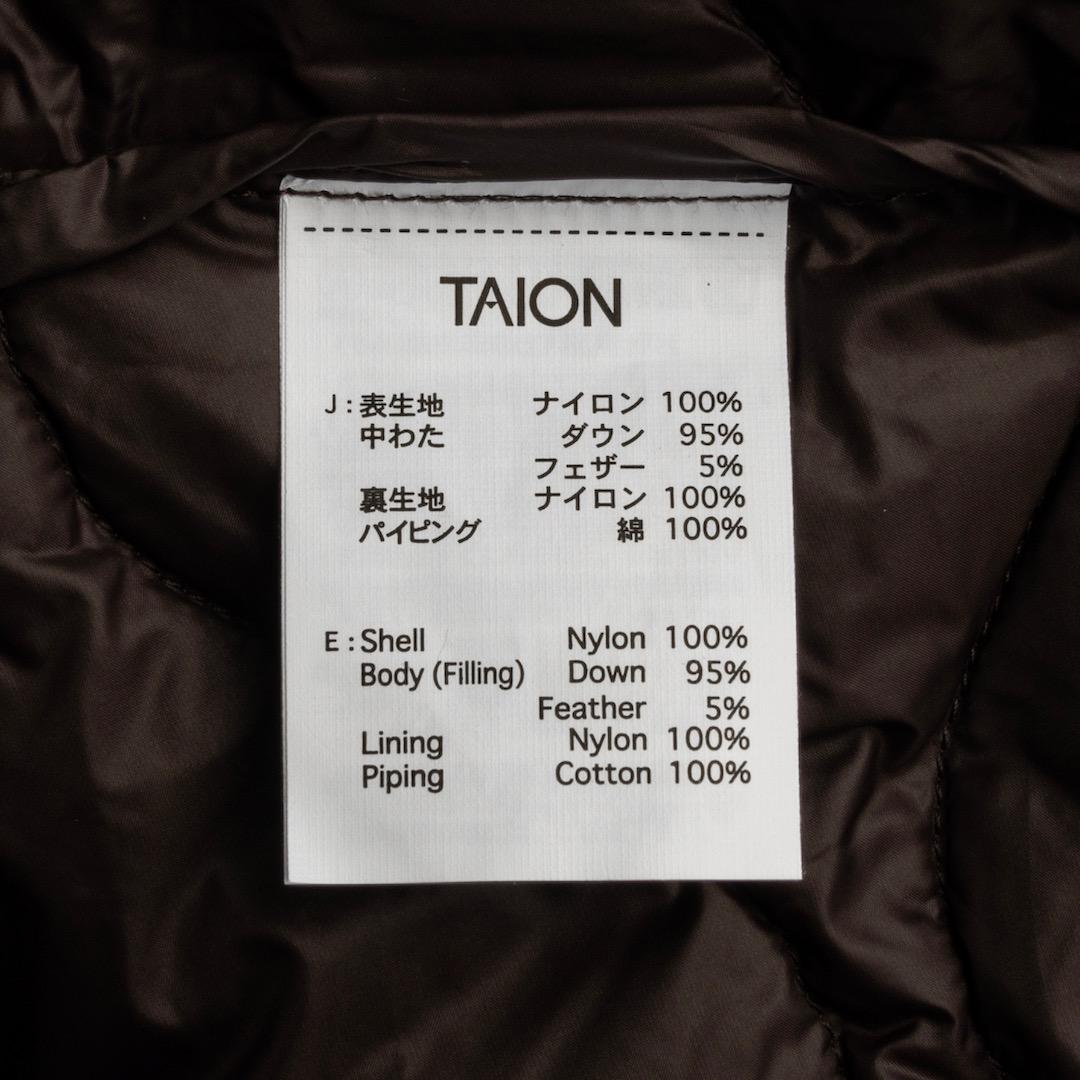 TAION
J : 表生地 ナイロン 100%
中わた ダウン 95%
フェザー 5%
裏生地 ナイロン 100%
パイピング 綿 100%
E : Shell Nylon 100%
Body (Filling) Down 95%
Feather 5%
Lining Nylon 100%
Piping Cotton 100%